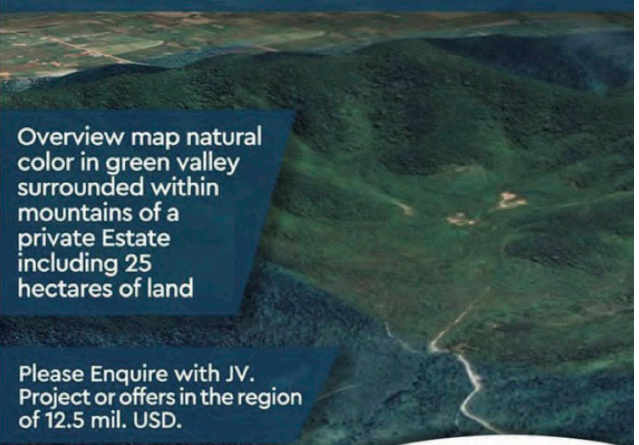 Overview map natural
color in green valley
surrounded within
mountains of a
private Estate
including 25
hectares of land
Please Enquire with JV.
Project or offers in the region
of 12.5 mil. USD.